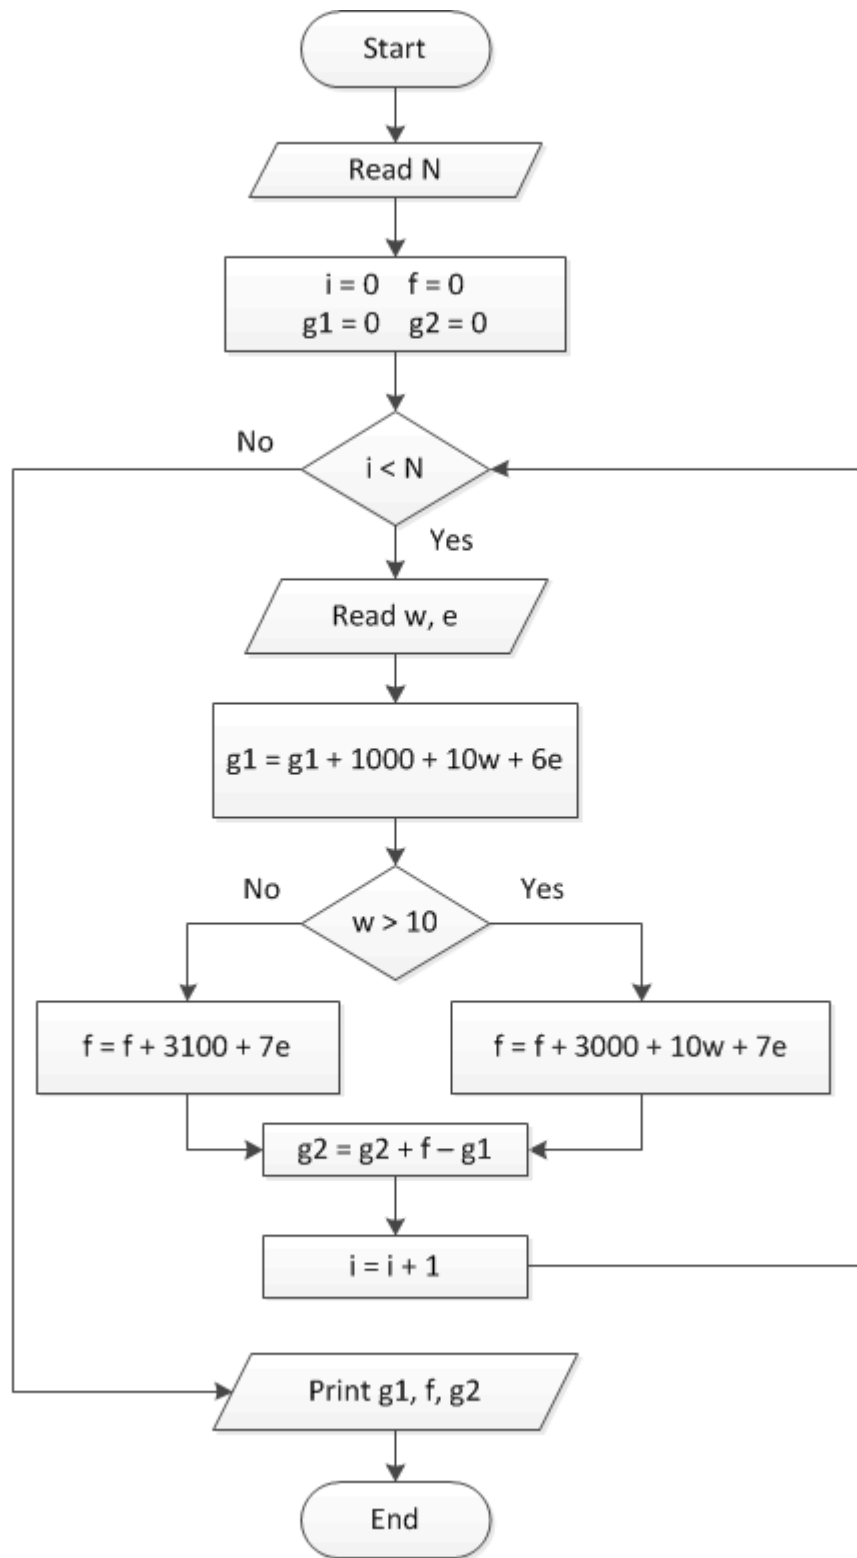 Start
Read N
i = 0 f = 0
g1 = 0 g2 = 0
No
i < N
Yes
Read w, e
g1 = g1 + 1000 + 10w + 6e
No
Yes
w > 10
f = f + 3100 + 7e
f = f + 3000 + 10w + 7e
g2 = g2 + f – g1
i = i + 1
Print g1, f, g2
End